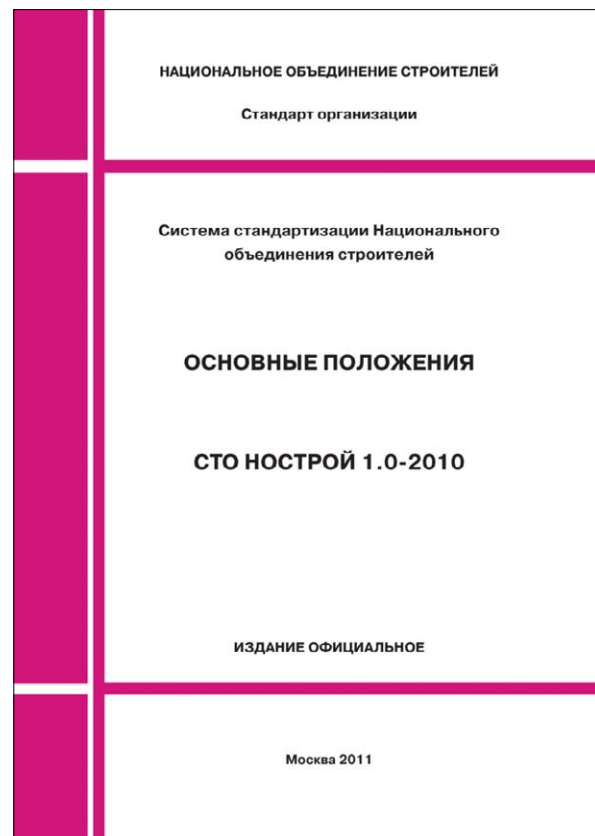 НАЦИОНАЛЬНОЕ ОБЪЕДИНЕНИЕ СТРОИТЕЛЕЙ
Стандарт организации
Система стандартизации Национального
объединения строителей
ОСНОВНЫЕ ПОЛОЖЕНИЯ
СТО НОСТРОЙ 1.0-2010
ИЗДАНИЕ ОФИЦИАЛЬНОЕ
Москва 2011